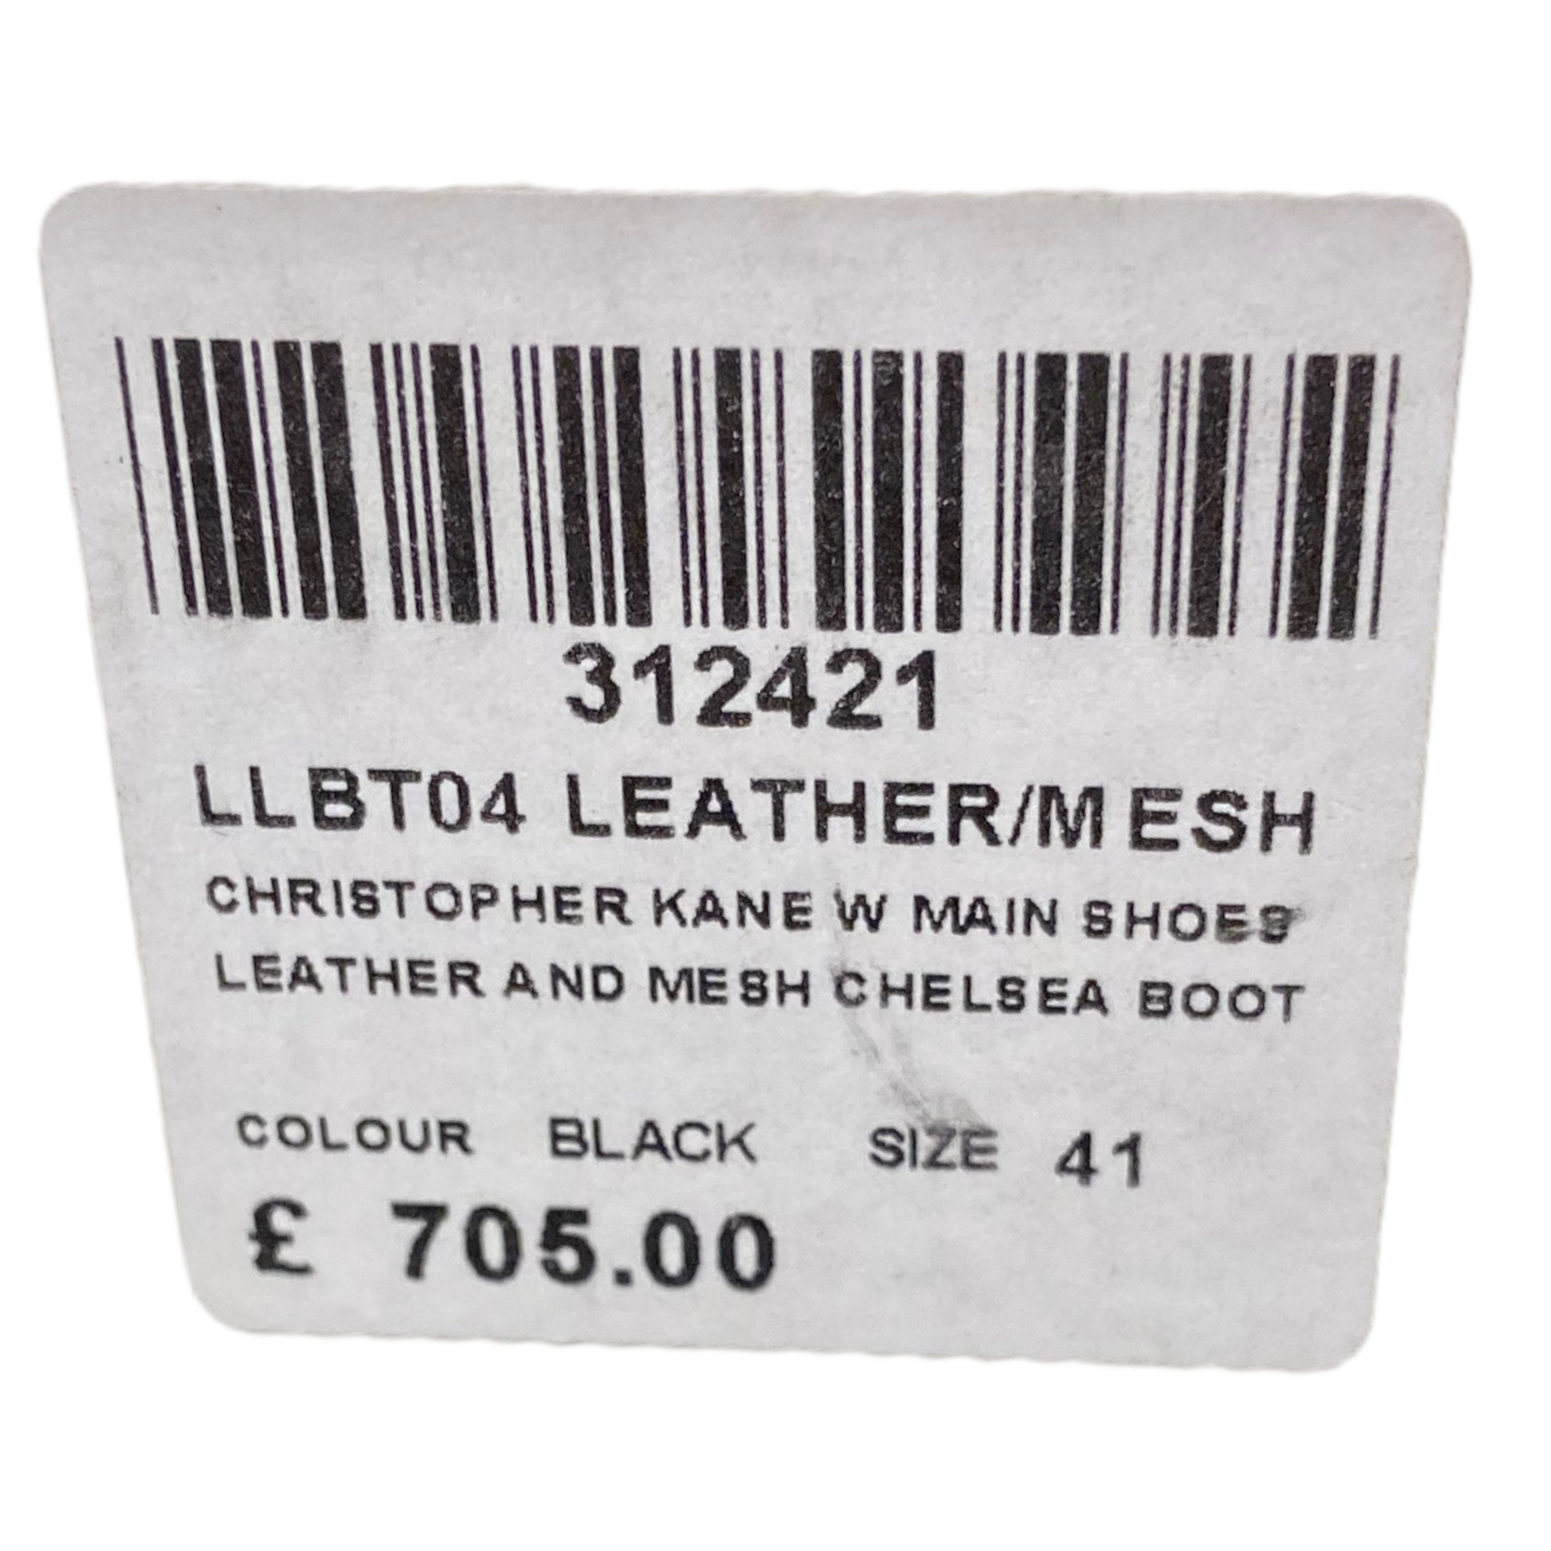 312421
LLBT04 LEATHER/MESH
CHRISTOPHER KANE W MAIN SHOES
LEATHER AND MESH CHELSEA BOOT
COLOUR BLACK SIZE 41
£ 705.00